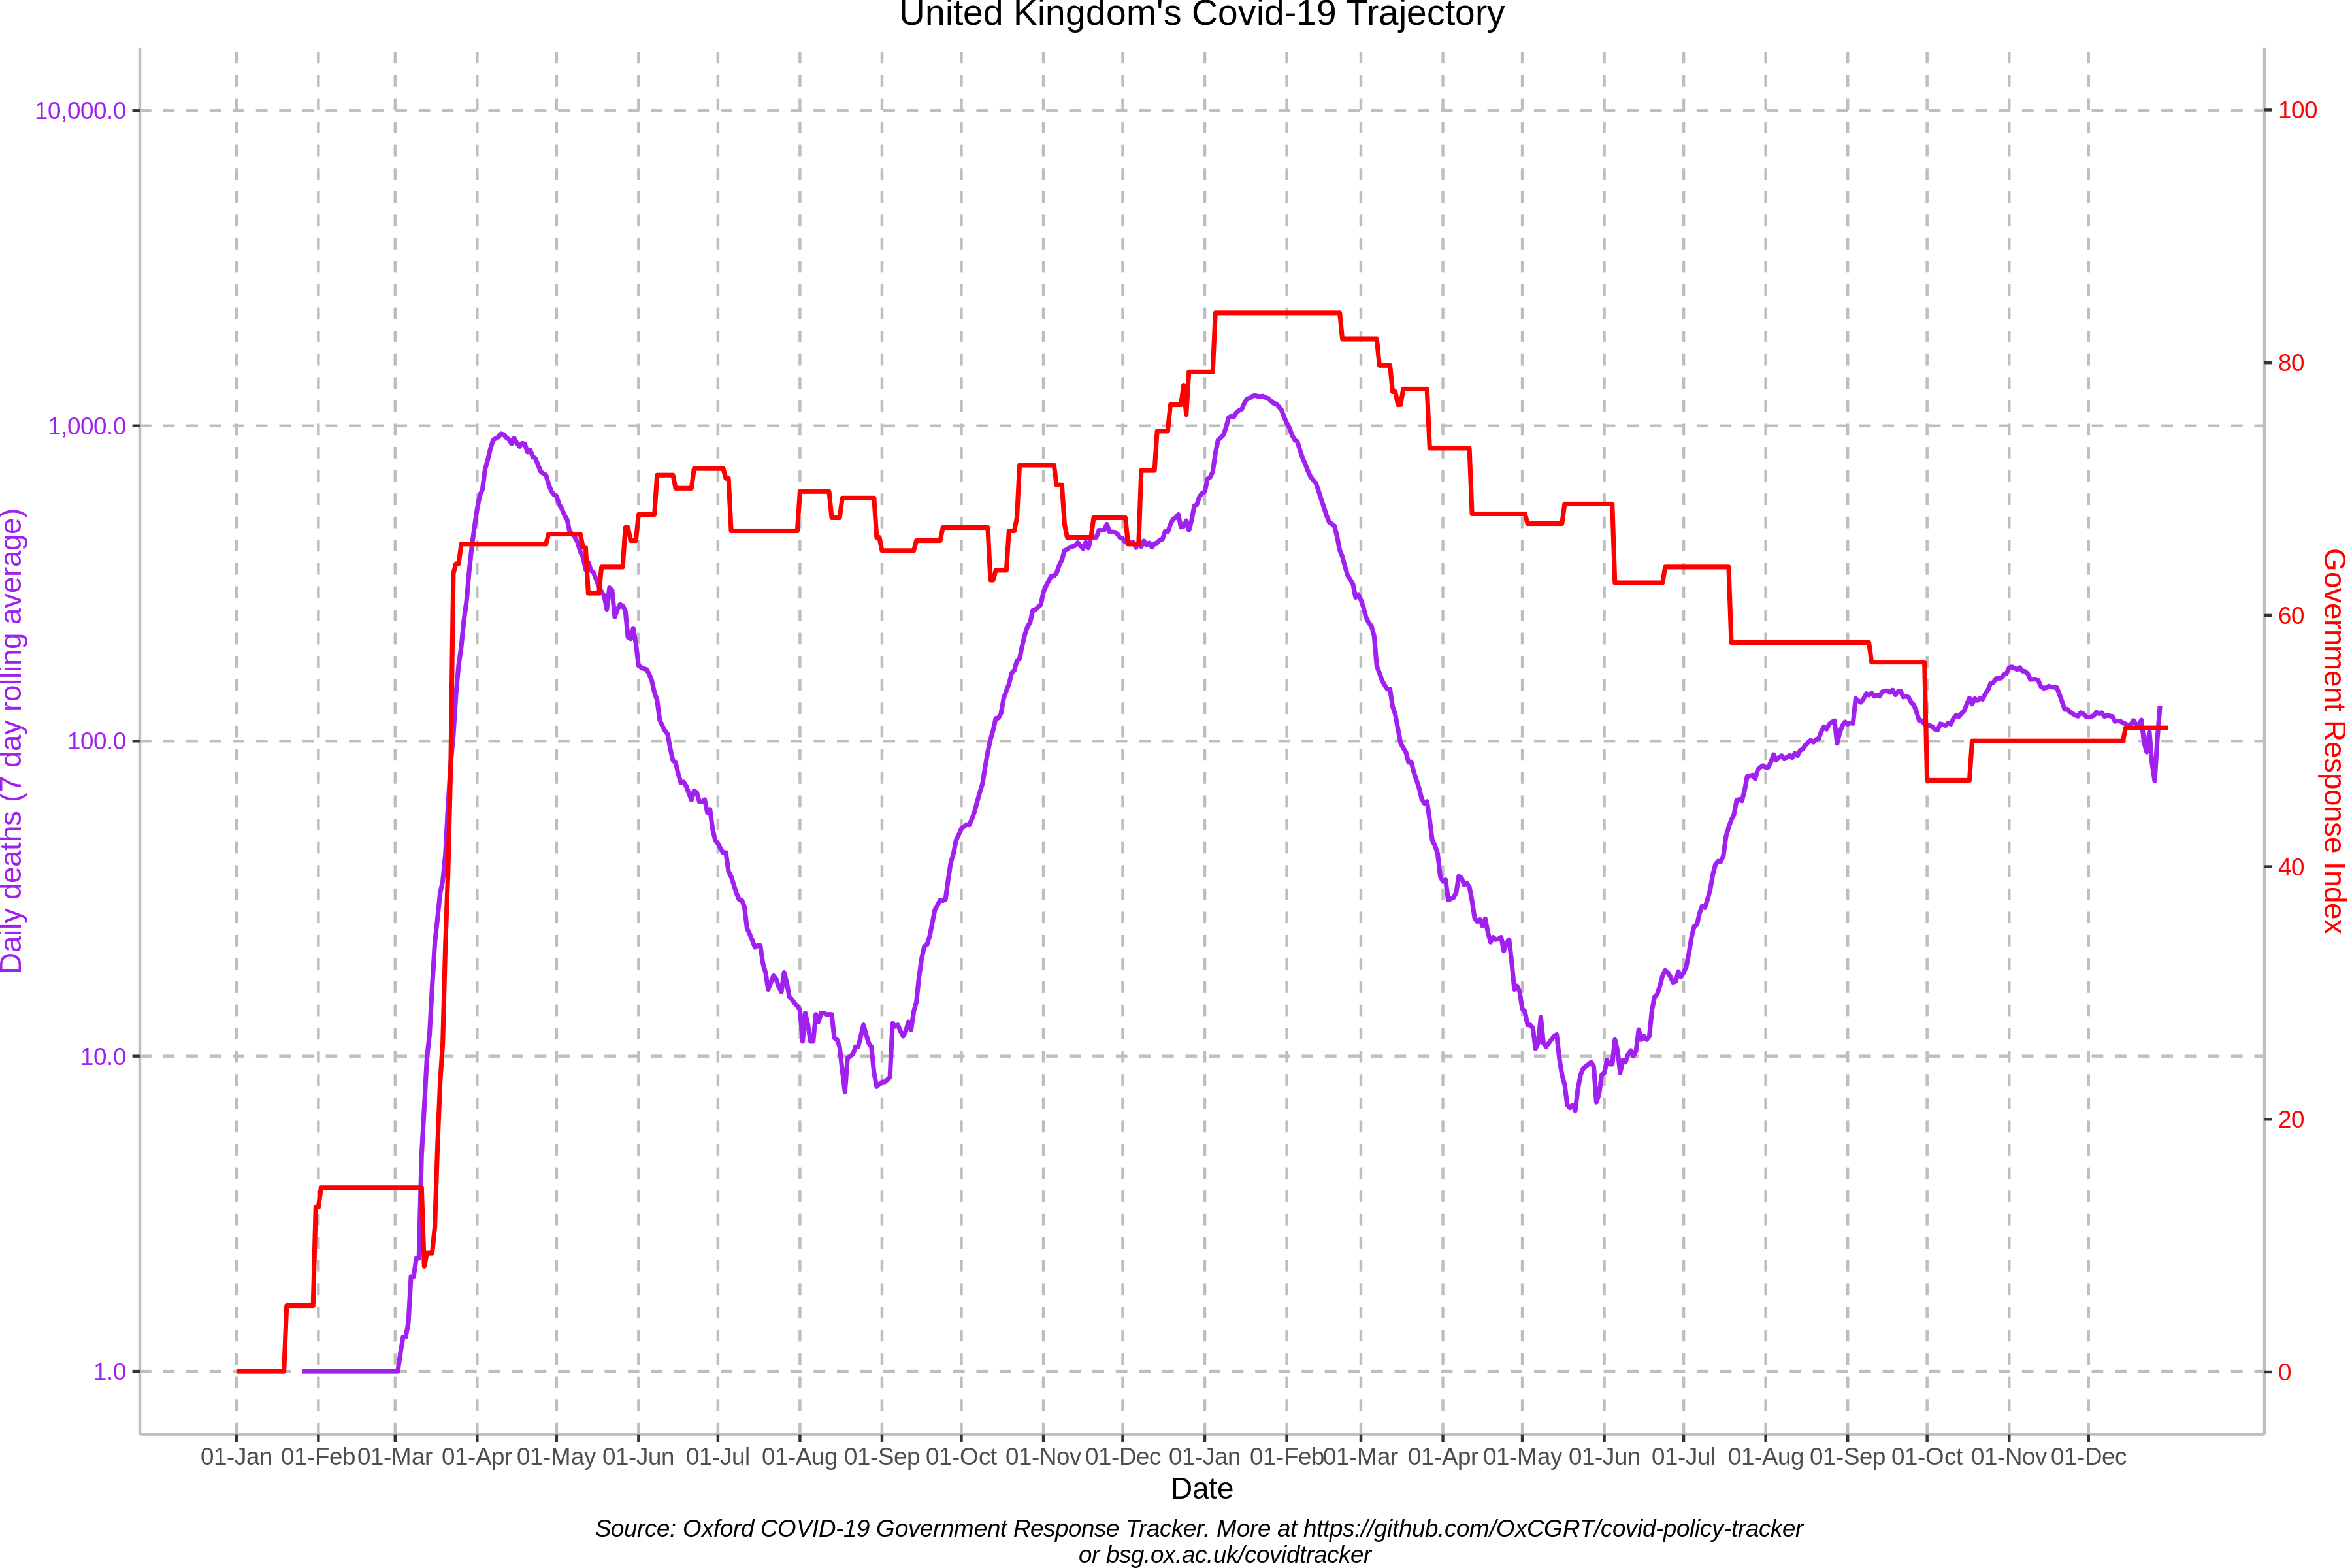 United Kingdom's Covid-19 Trajectory
10,000.0
1,000.0
100.0
10.0
1.0
Daily deaths (7 day rolling average)
100
80
60
40
20
0
Government Response Index
01-Jan 01-Feb 01-Mar 01-Apr 01-May 01-Jun 01-Jul 01-Aug 01-Sep 01-Oct 01-Nov 01-Dec 01-Jan 01-Feb 01-Mar 01-Apr 01-May 01-Jun 01-Jul 01-Aug 01-Sep 01-Oct 01-Nov 01-Dec
Date
Source: Oxford COVID-19 Government Response Tracker. More at https://github.com/OxCGRT/covid-policy-tracker
or bsg.ox.ac.uk/covidtracker